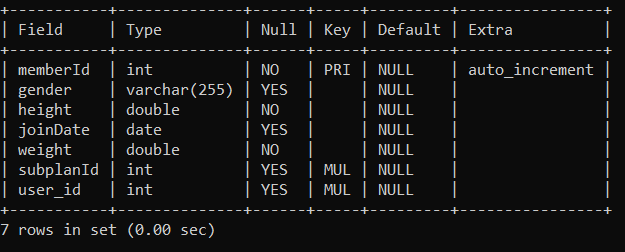 +-----------+--------------+------+-----+---------+----------------+
| Field     | Type         | Null | Key | Default | Extra          |
+-----------+--------------+------+-----+---------+----------------+
| memberId  | int          | NO   | PRI | NULL    | auto_increment |
| gender    | varchar(255) | YES  |     | NULL    |                |
| height    | double       | NO   |     | NULL    |                |
| joinDate  | date         | YES  |     | NULL    |                |
| weight    | double       | NO   |     | NULL    |                |
| subplanId | int          | YES  | MUL | NULL    |                |
| user_id   | int          | YES  | MUL | NULL    |                |
+-----------+--------------+------+-----+---------+----------------+
7 rows in set (0.00 sec)